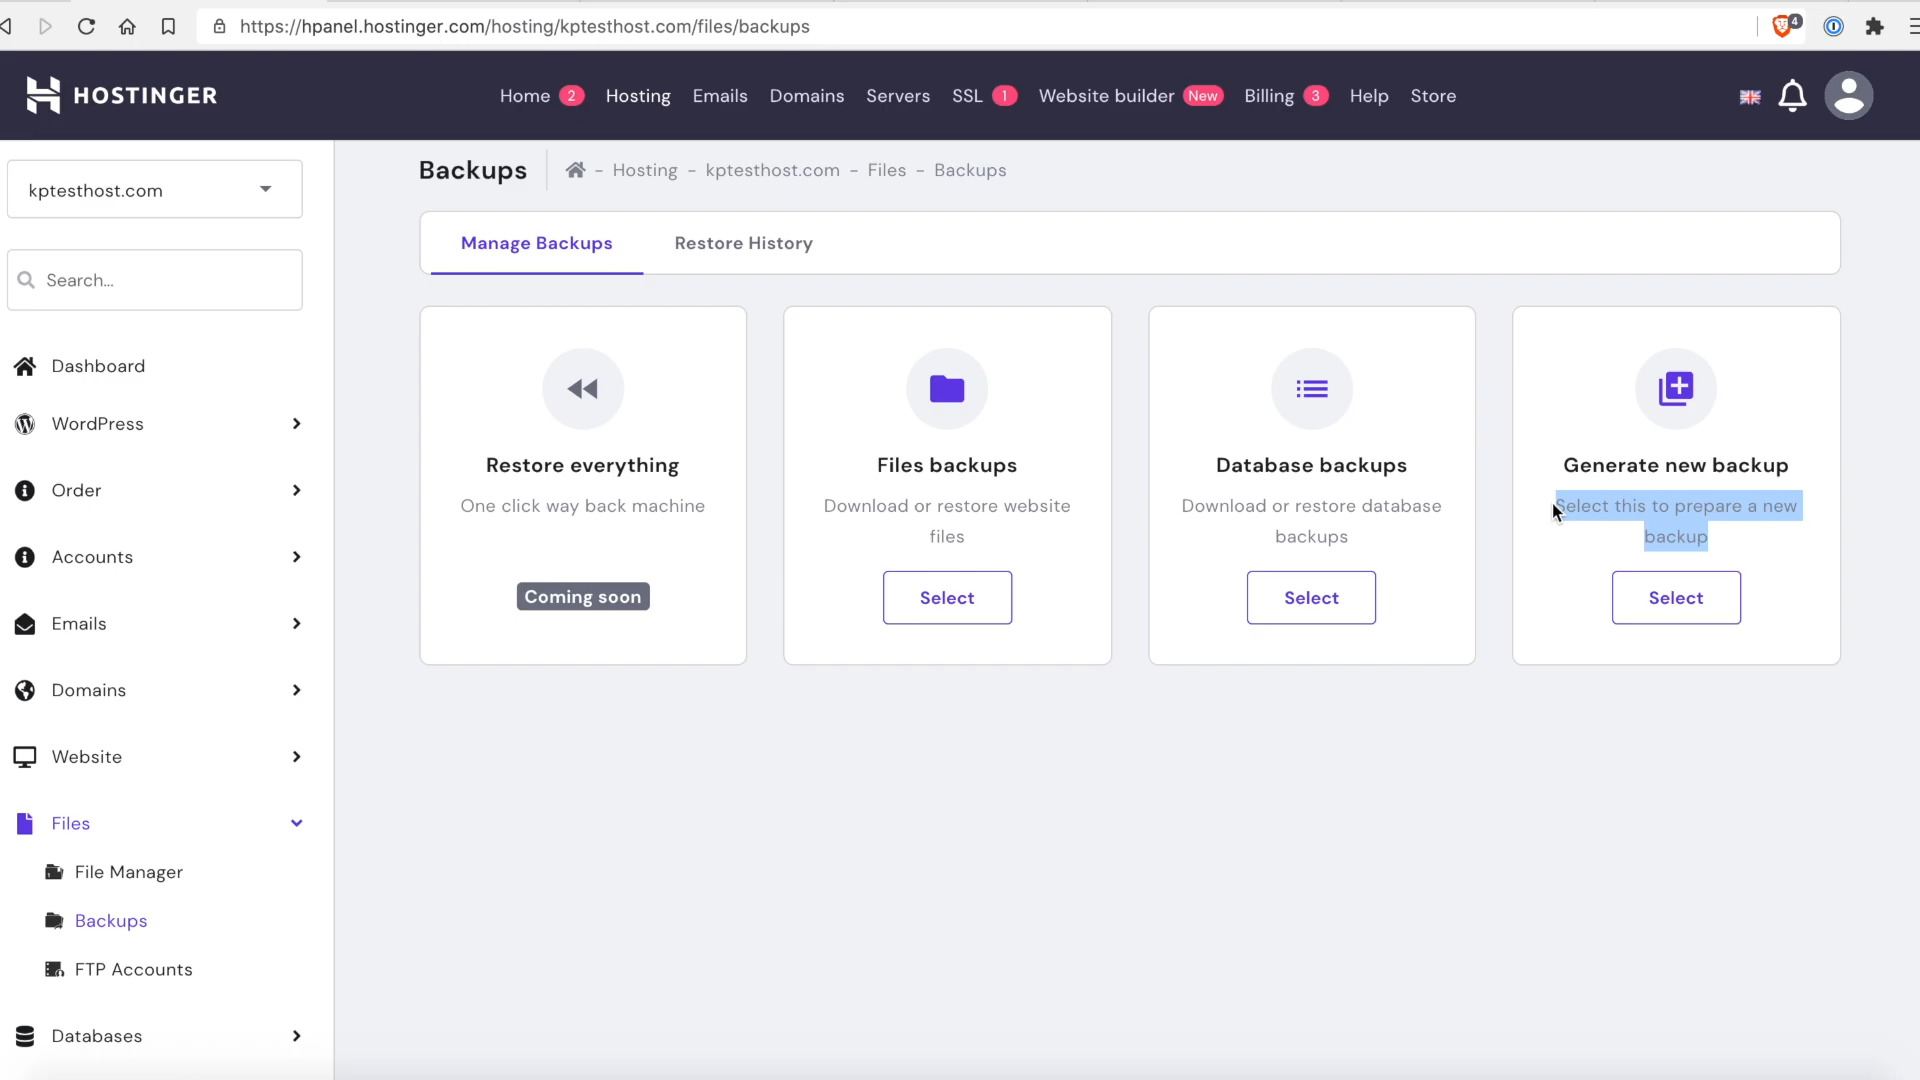 https://hpanel.hostinger.com/hosting/kptesthost.com/files/backups
4
HOSTINGER
Home 2 Hosting Emails Domains Servers SSL 1 Website builder New Billing 3 Help Store
kptesthost.com
Search...
Dashboard
WordPress
Order
Accounts
Emails
Domains
Website
Files
File Manager
Backups
FTP Accounts
Databases
Backups
- Hosting - kptesthost.com - Files - Backups
Manage Backups
Restore History
Restore everything
One click way back machine
Coming soon
Files backups
Download or restore website
files
Select
Database backups
Download or restore database
backups
Select
Generate new backup
Select this to prepare a new
backup
Select